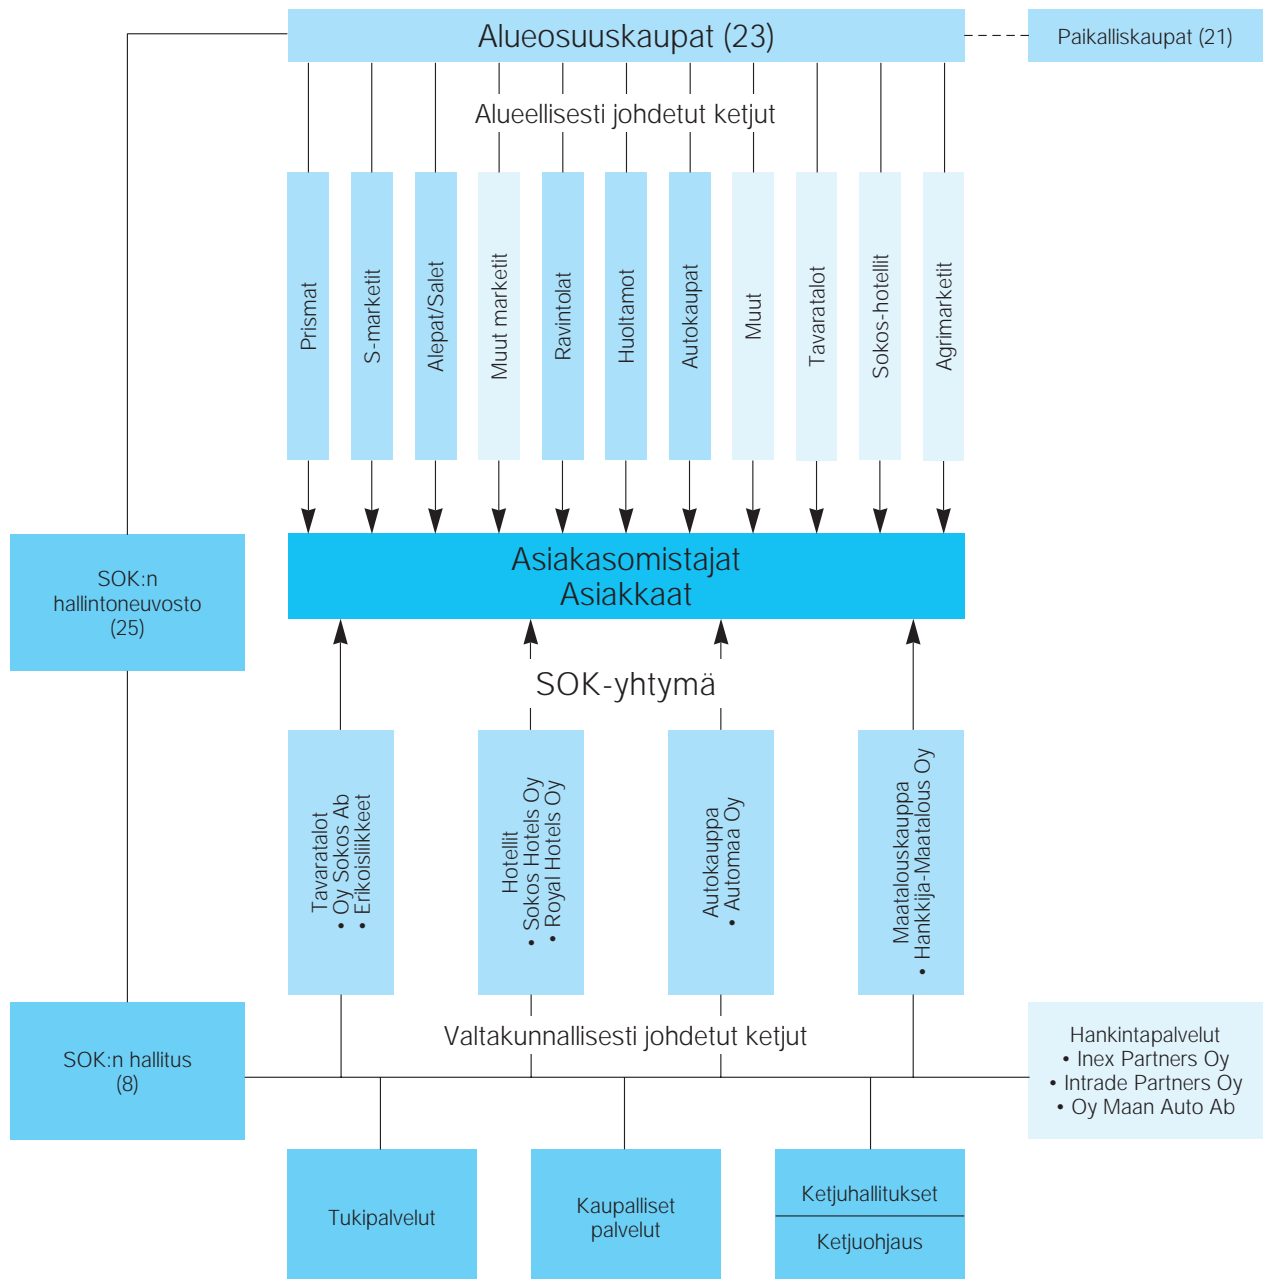 Alueosuuskaupat (23)
Paikalliskaupat (21)
Alueellisesti johdetut ketjut
Prismat
S-marketit
Alepat/Salet
Muut marketit
Ravintolat
Huoltamot
Autokaupat
Muut
Tavaratalot
Sokos-hotellit
Agrimarketit
Asiakasomistajat
Asiakkaat
SOK:n
hallintoneuvosto
(25)
SOK-yhtymä
Tavaratalot
• Oy Sokos Ab
• Erikoisliikkeet
Hotellit
• Sokos Hotels Oy
• Royal Hotels Oy
Autokauppa
• Automaa Oy
Maatalouskauppa
• Hankkija-Maatalous Oy
Valtakunnallisesti johdetut ketjut
SOK:n hallitus
(8)
Hankintapalvelut
• Inex Partners Oy
• Intrade Partners Oy
• Oy Maan Auto Ab
Tukipalvelut
Kaupalliset
palvelut
Ketjuhallitukset
Ketjuohjaus